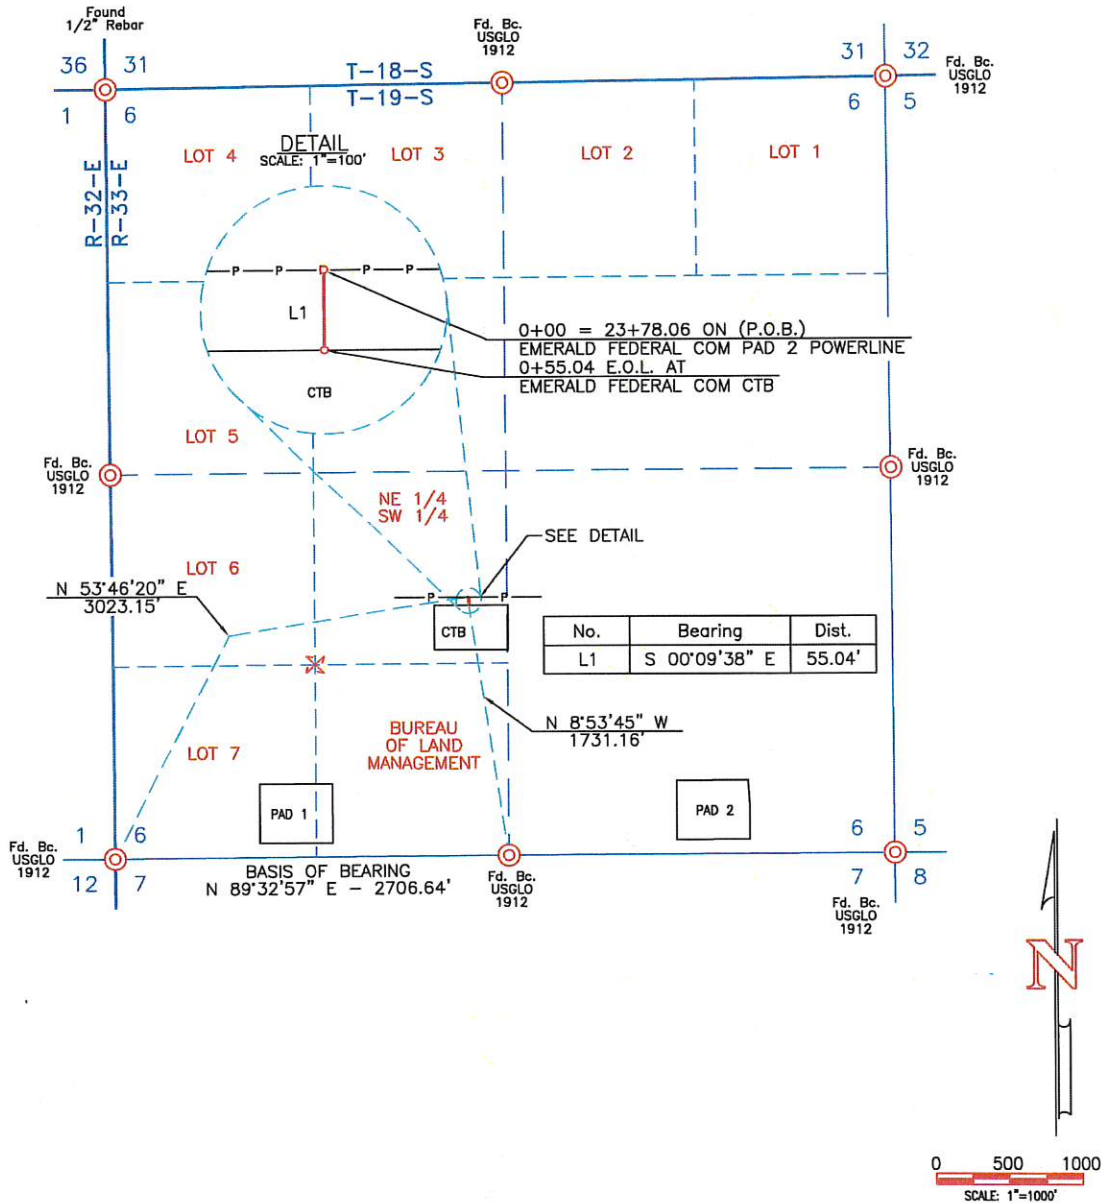 Found
1/2" Rebar
Fd. Bc.
USGLO
1912
36 31
31 32
Fd. Bc.
USGLO
1912
T-18-S
T-19-S
1 6
6 5
R-32-E
R-33-E
LOT 4
DETAIL
SCALE: 1"=100'
LOT 3
LOT 2
LOT 1
P P P P
L1
0+00 = 23+78.06 ON (P.O.B.)
EMERALD FEDERAL COM PAD 2 POWERLINE
0+55.04 E.O.L. AT
EMERALD FEDERAL COM CTB
CTB
LOT 5
Fd. Bc.
USGLO
1912
Fd. Bc.
USGLO
1912
NE 1/4
SW 1/4
SEE DETAIL
LOT 6
N 53°46'20" E
3023.15'
P P
CTB
No. Bearing Dist.
L1 S 00°09'38" E 55.04'
N 8°53'45" W
1731.16'
BUREAU
OF LAND
MANAGEMENT
LOT 7
PAD 1
PAD 2
1 6
6 5
Fd. Bc.
USGLO
1912
12 7
BASIS OF BEARING
N 89°32'57" E - 2706.64'
Fd. Bc.
USGLO
1912
7 8
Fd. Bc.
USGLO
1912
N
0 500 1000
SCALE: 1"=1000'